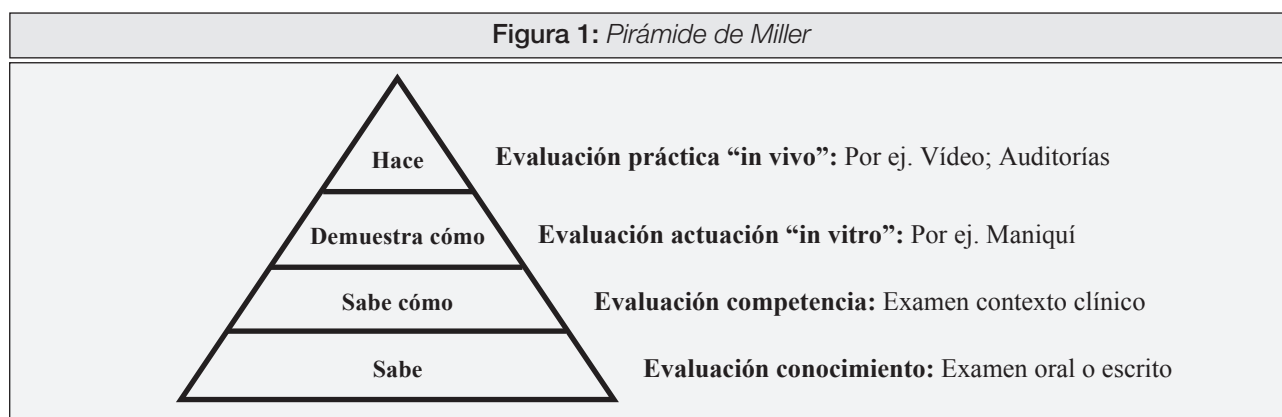 Figura 1: Pirámide de Miller
Hace
Evaluación práctica “in vivo”: Por ej. Vídeo; Auditorías
Demuestra cómo
Evaluación actuación “in vitro”: Por ej. Maniquí
Sabe cómo
Evaluación competencia: Examen contexto clínico
Sabe
Evaluación conocimiento: Examen oral o escrito